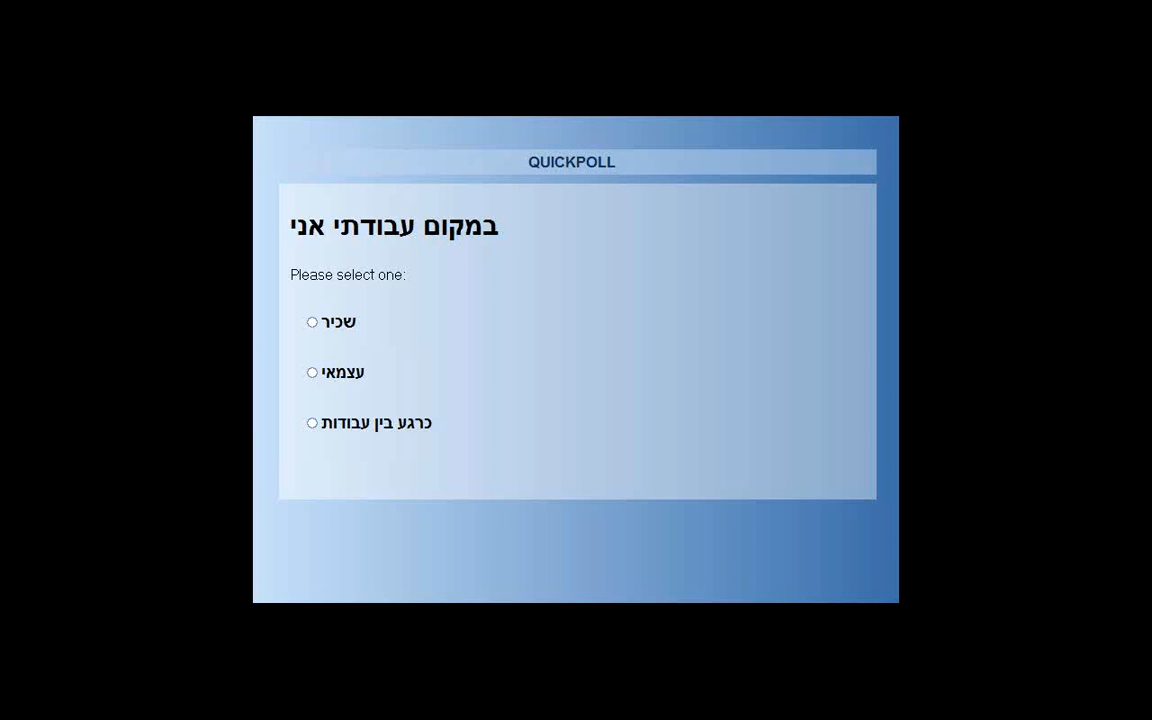 QUICKPOLL
במקום עבודתי אני
Please select one:
שכיר
עצמאי
כרגע בין עבודות